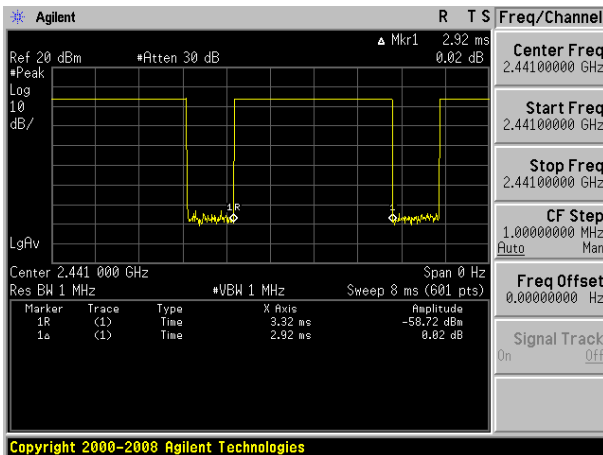 Agilent R T S Freq/Channel
Δ Mkr1 2.92 ms
Ref 20 dBm #Atten 30 dB 0.02 dB
#Peak
Log
10
dB/
1R
1
LgAv
Center 2.441 000 GHz Span 0 Hz
Res BW 1 MHz #VBW 1 MHz Sweep 8 ms (601 pts)
Marker Trace Type X Axis Amplitude
1R (1) Time 3.32 ms -58.72 dBm
1Δ (1) Time 2.92 ms 0.02 dB
Center Freq
2.44100000 GHz
Start Freq
2.44100000 GHz
Stop Freq
2.44100000 GHz
CF Step
1.00000000 MHz
Auto Man
Freq Offset
0.00000000 Hz
Signal Track
On Off
Copyright 2000-2008 Agilent Technologies